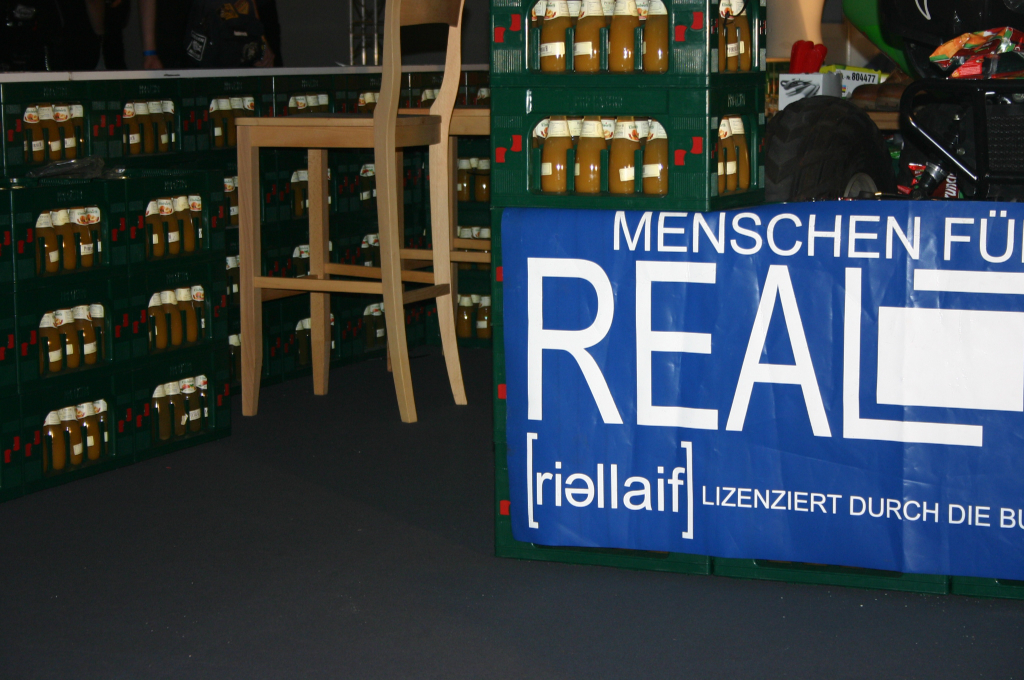 804477
MENSCHEN FÜ
REAL
[riəllaif]
LIZENZIERT DURCH DIE BU